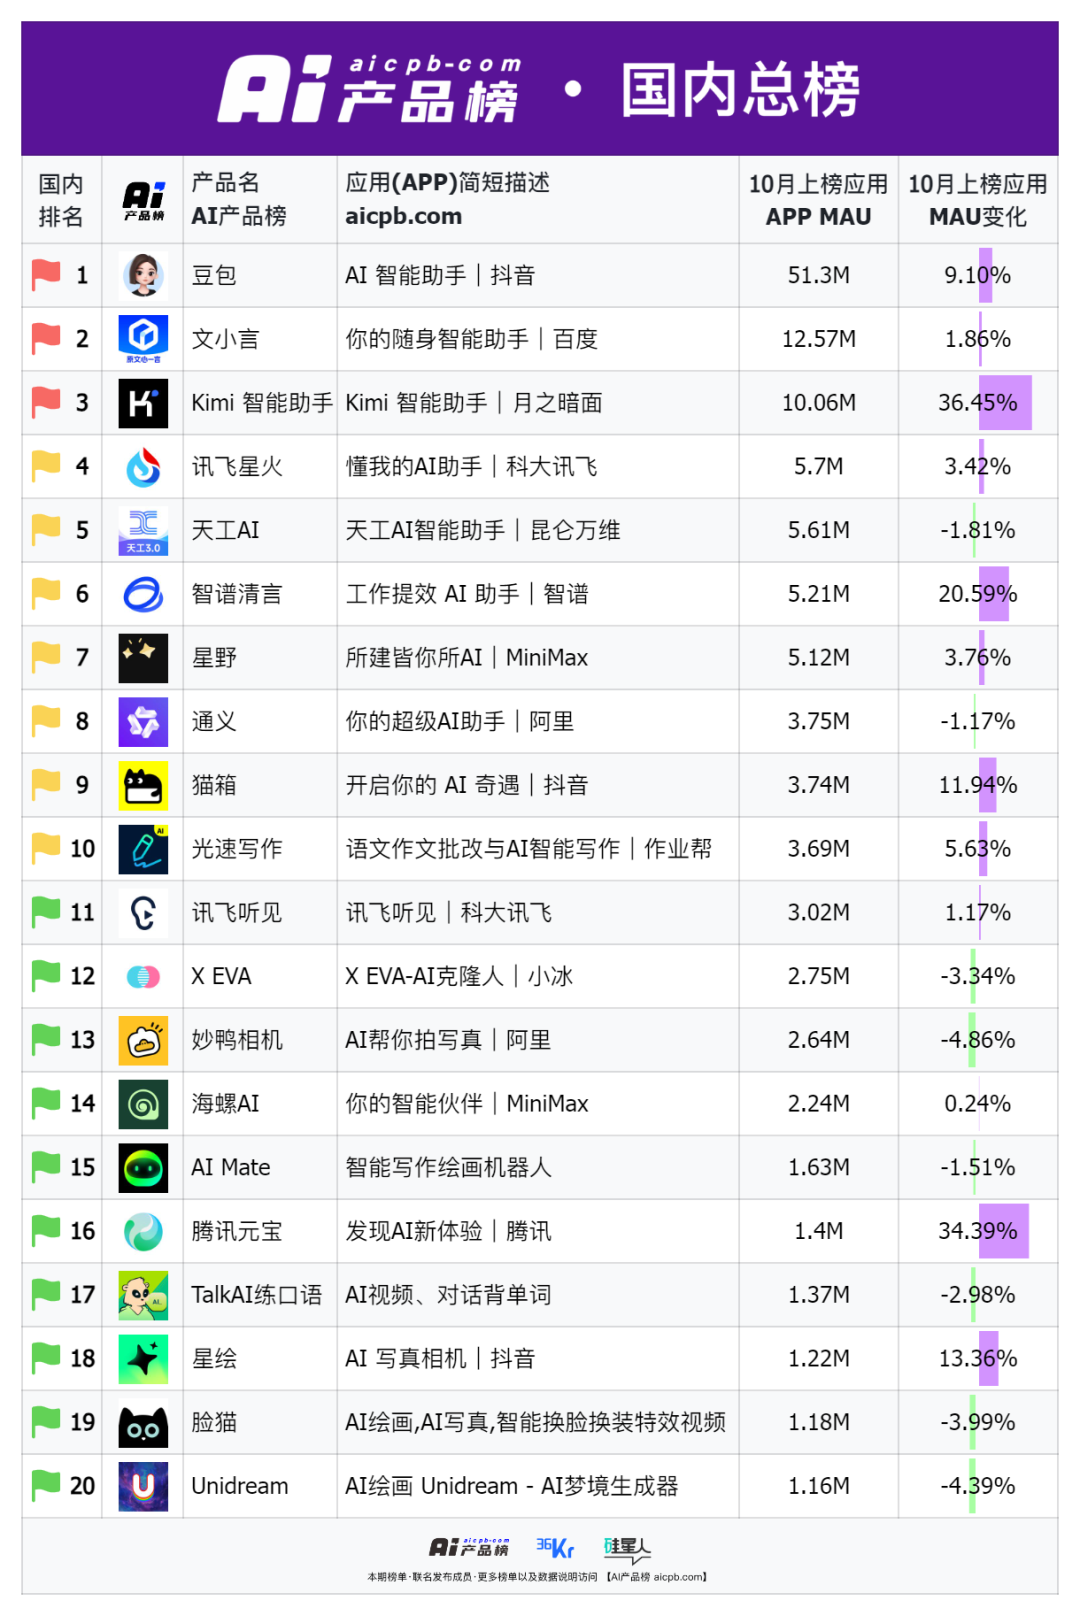 Ai aicpb-com 产品榜 · 国内总榜
国内排名 Ai产品榜 产品名 AI产品榜 应用(APP)简短描述 aicpb.com 10月上榜应用 APP MAU 10月上榜应用 MAU变化
1 豆包 AI 智能助手｜抖音 51.3M 9.10%
2 原文心一言 文小言 你的随身智能助手｜百度 12.57M 1.86%
3 Kimi 智能助手 Kimi 智能助手｜月之暗面 10.06M 36.45%
4 讯飞星火 懂我的AI助手｜科大讯飞 5.7M 3.42%
5 天工3.0 天工AI 天工AI智能助手｜昆仑万维 5.61M -1.81%
6 智谱清言 工作提效 AI 助手｜智谱 5.21M 20.59%
7 星野 所建皆你所AI｜MiniMax 5.12M 3.76%
8 通义 你的超级AI助手｜阿里 3.75M -1.17%
9 猫箱 开启你的 AI 奇遇｜抖音 3.74M 11.94%
10 AI 光速写作 语文作文批改与AI智能写作｜作业帮 3.69M 5.63%
11 讯飞听见 讯飞听见｜科大讯飞 3.02M 1.17%
12 X EVA X EVA-AI克隆人｜小冰 2.75M -3.34%
13 妙鸭相机 AI帮你拍写真｜阿里 2.64M -4.86%
14 海螺AI 你的智能伙伴｜MiniMax 2.24M 0.24%
15 AI Mate 智能写作绘画机器人 1.63M -1.51%
16 腾讯元宝 发现AI新体验｜腾讯 1.4M 34.39%
17 TalkAI练口语 AI视频、对话背单词 1.37M -2.98%
18 星绘 AI 写真相机｜抖音 1.22M 13.36%
19 脸猫 AI绘画,AI写真,智能换脸换装特效视频 1.18M -3.99%
20 Unidream AI绘画 Unidream - AI梦境生成器 1.16M -4.39%
Ai aicpb-com 产品榜 36Kr 硅星人
本期榜单·联名发布成员·更多榜单以及数据说明访问 【AI产品榜 aicpb.com】